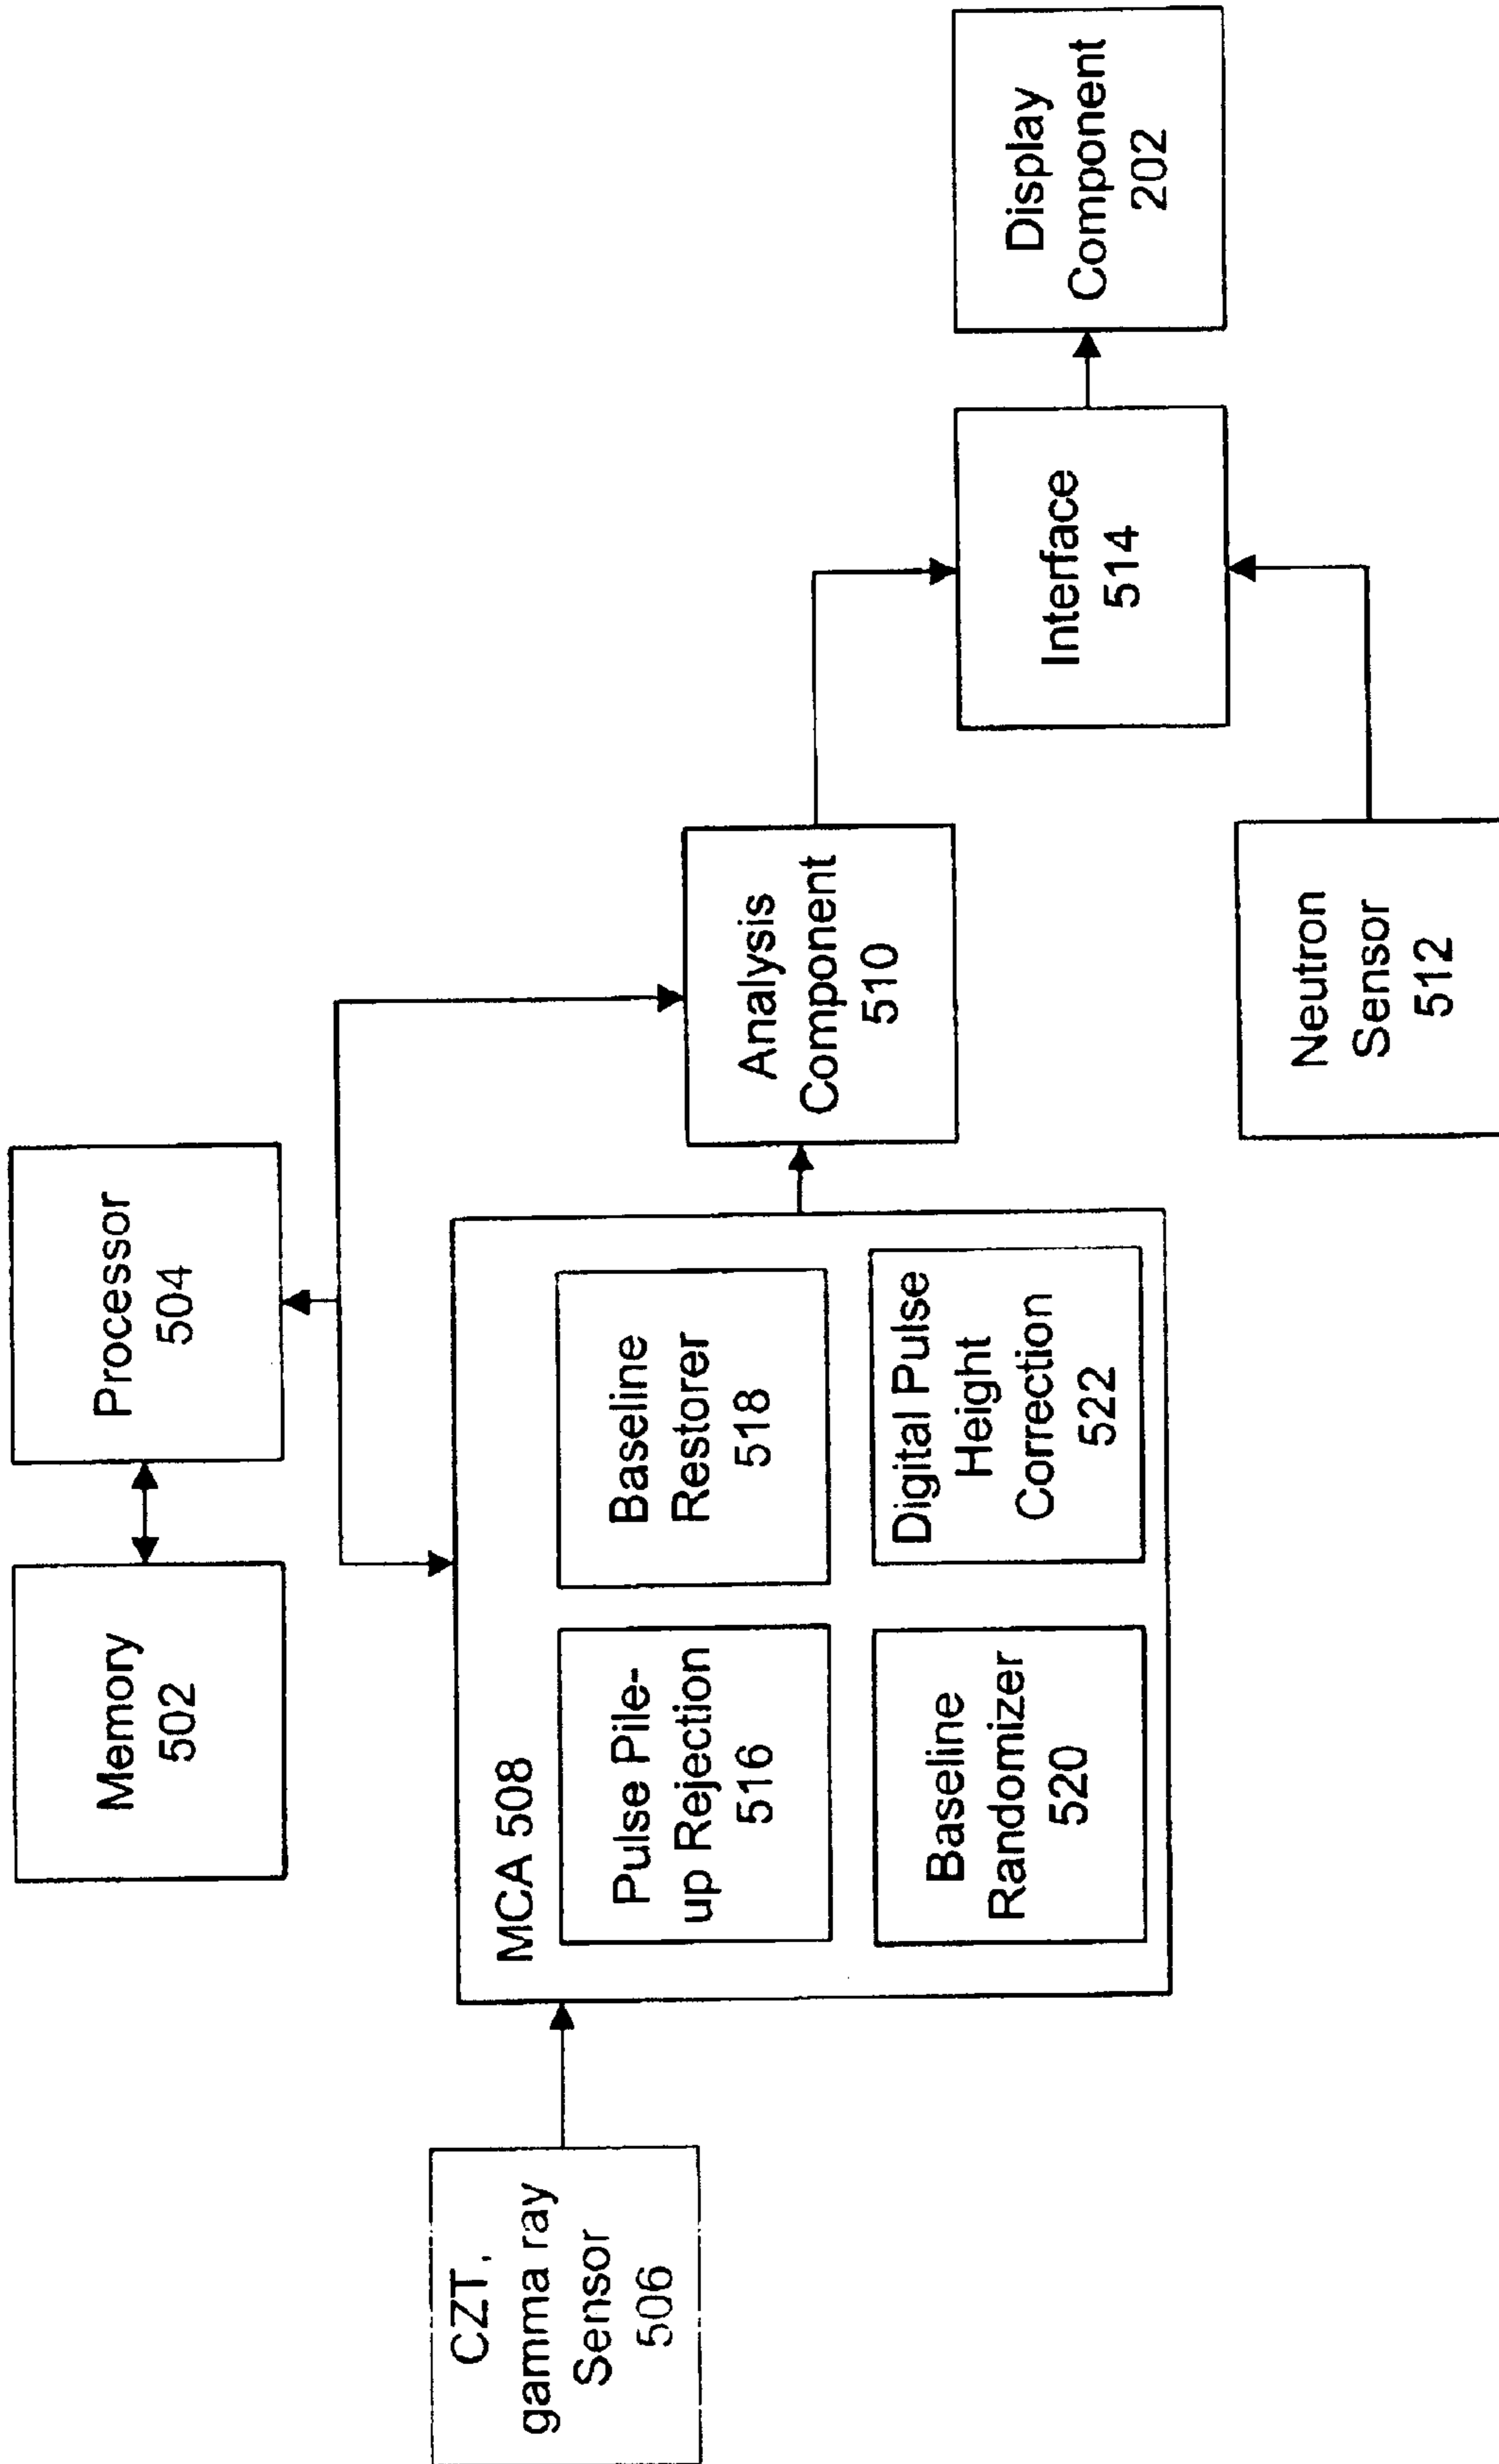 Memory
502
Processor
504
CZT,
gamma ray
Sensor
506
MCA 508
Pulse Pile-
up Rejection
516
Baseline
Restorer
518
Baseline
Randomizer
520
Digital Pulse
Height
Correction
522
Analysis
Component
510
Neutron
Sensor
512
Interface
514
Display
Component
202